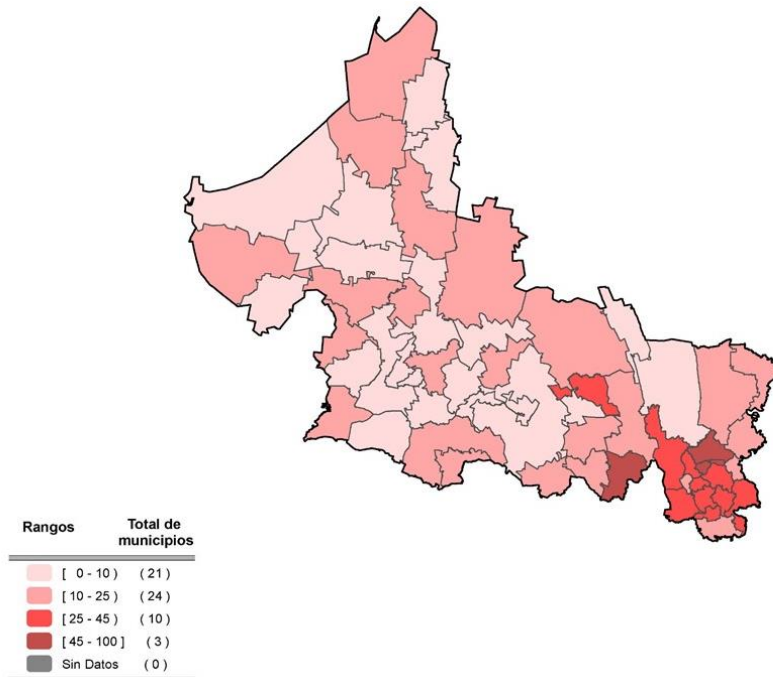 Rangos Total de
municipios
[ 0 - 10 ) ( 21 )
[ 10 - 25 ) ( 24 )
[ 25 - 45 ) ( 10 )
[ 45 - 100 ] ( 3 )
Sin Datos ( 0 )